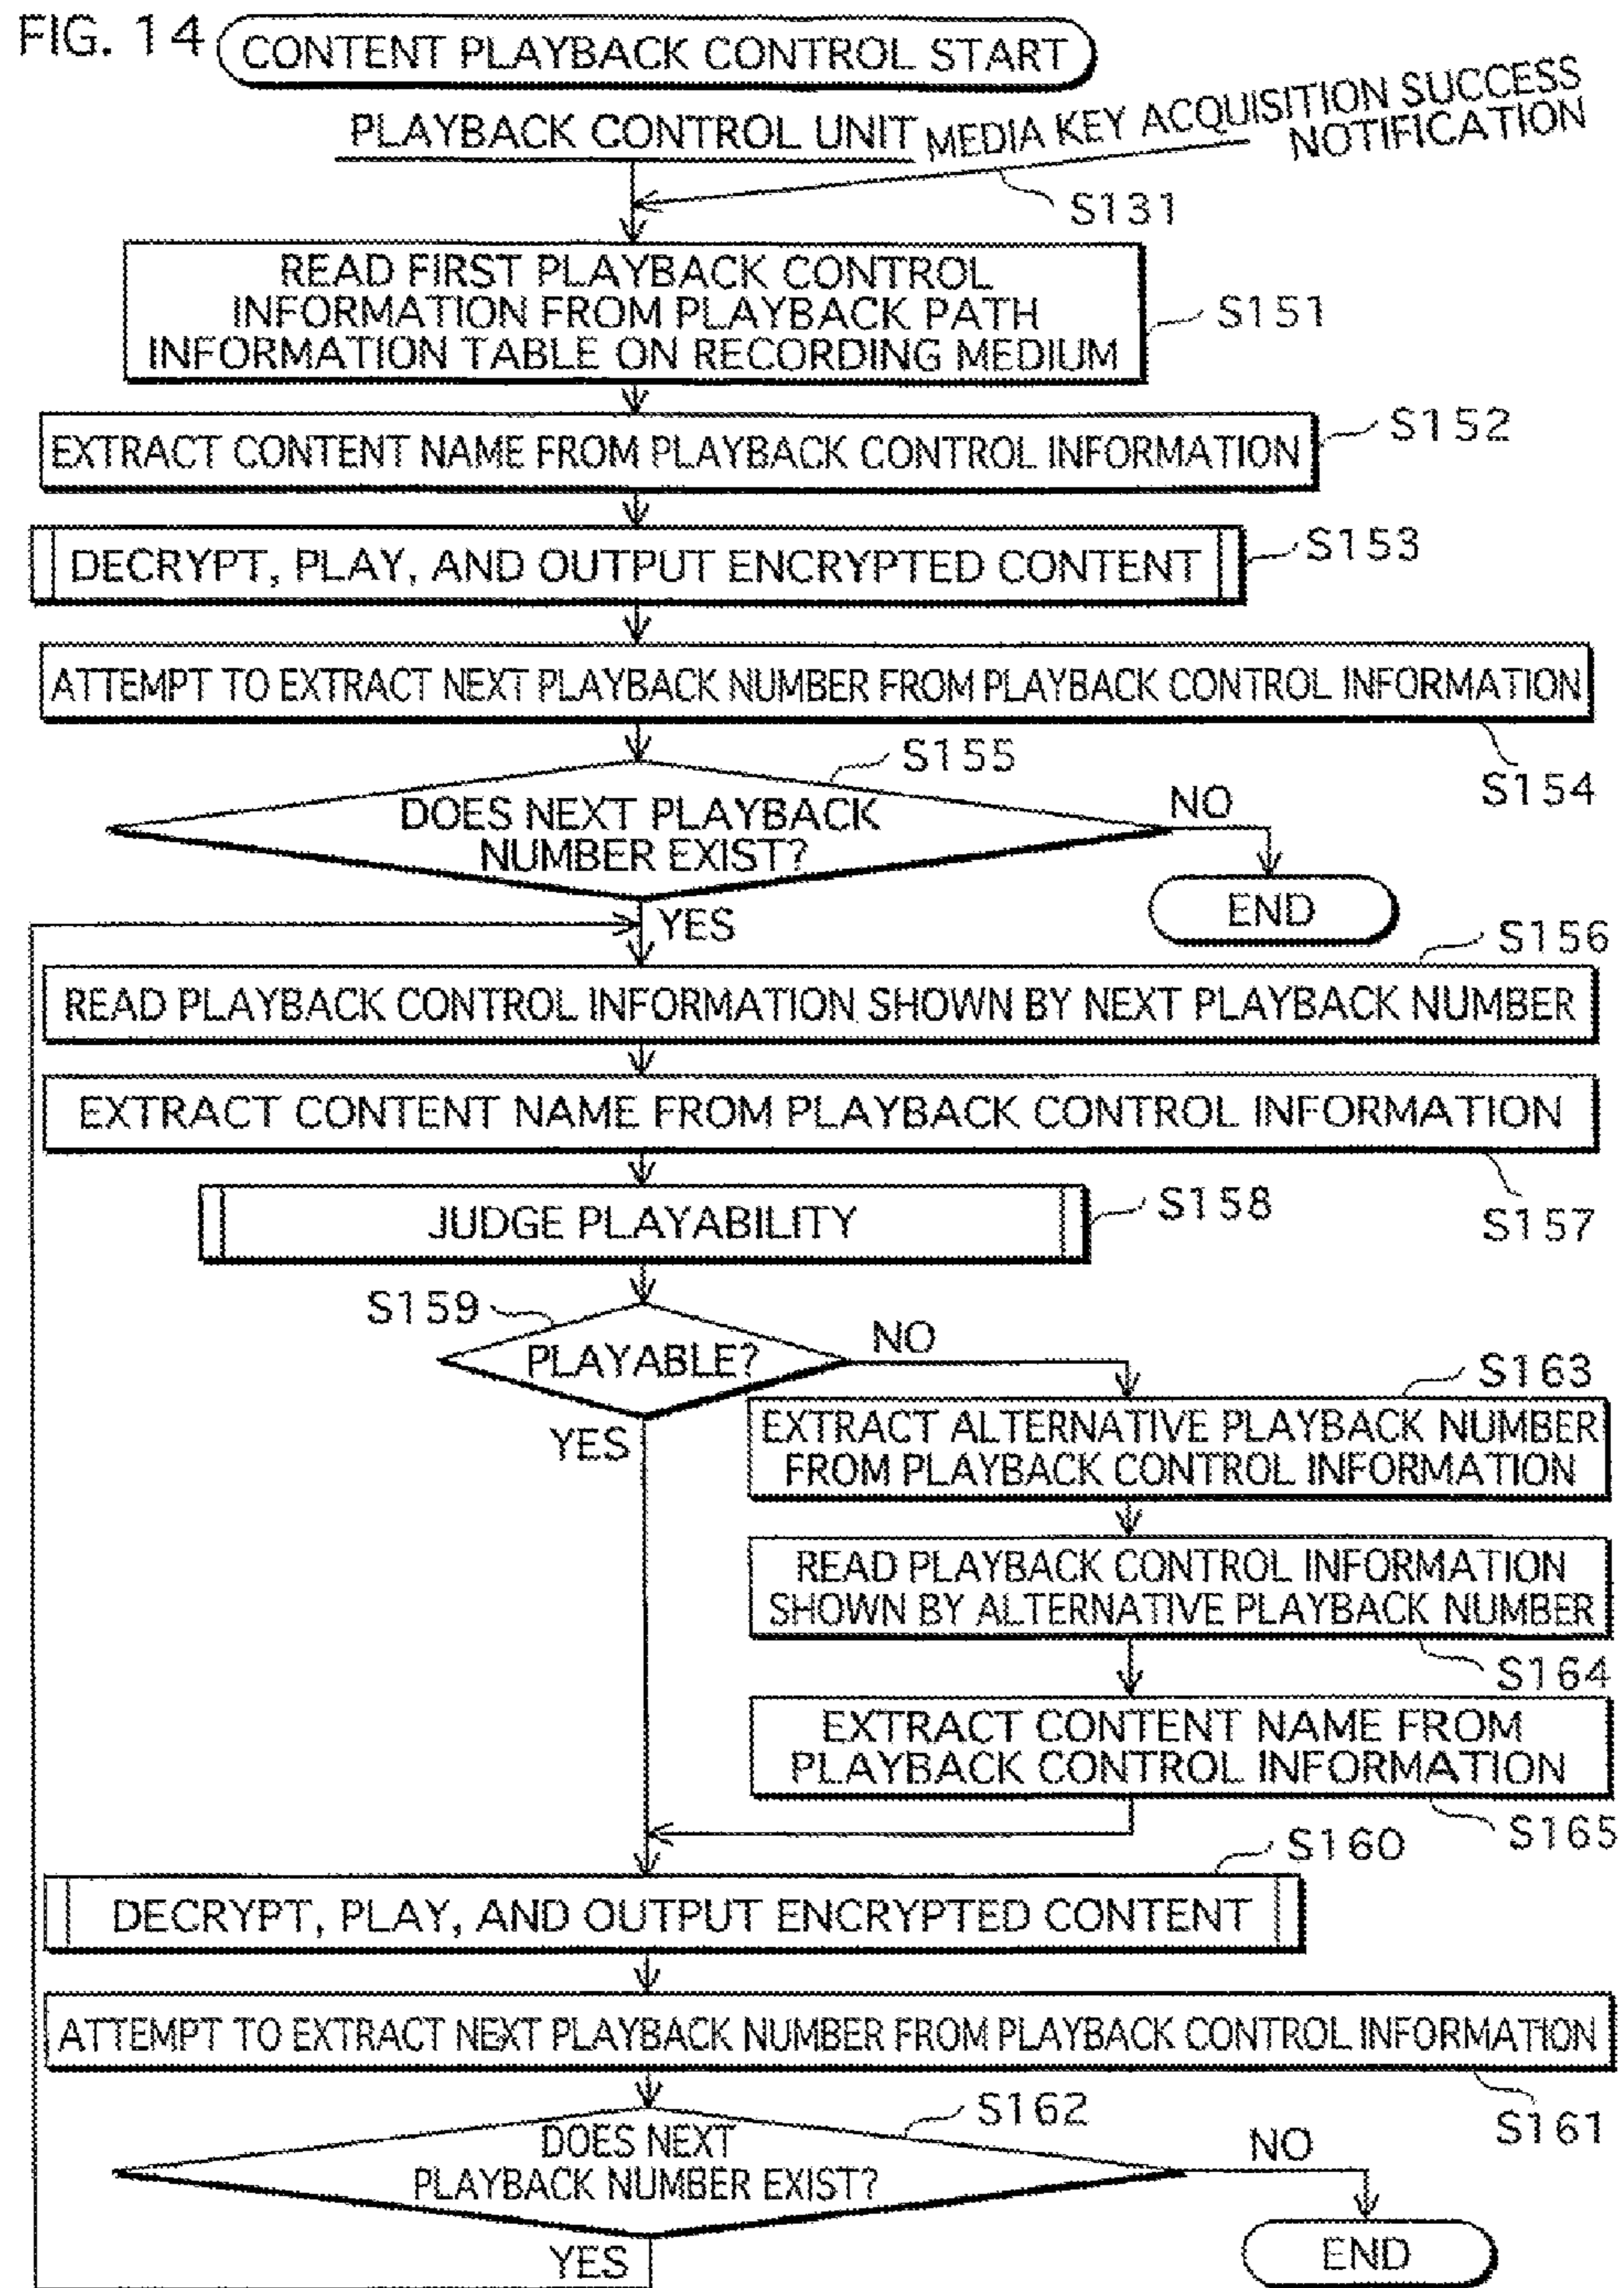 FIG. 14
CONTENT PLAYBACK CONTROL START
PLAYBACK CONTROL UNIT
MEDIA KEY ACQUISITION SUCCESS
NOTIFICATION
S131
READ FIRST PLAYBACK CONTROL
INFORMATION FROM PLAYBACK PATH
INFORMATION TABLE ON RECORDING MEDIUM
S151
EXTRACT CONTENT NAME FROM PLAYBACK CONTROL INFORMATION
S152
DECRYPT, PLAY, AND OUTPUT ENCRYPTED CONTENT
S153
ATTEMPT TO EXTRACT NEXT PLAYBACK NUMBER FROM PLAYBACK CONTROL INFORMATION
S154
S155
DOES NEXT PLAYBACK
NUMBER EXIST?
NO
END
YES
S156
READ PLAYBACK CONTROL INFORMATION SHOWN BY NEXT PLAYBACK NUMBER
EXTRACT CONTENT NAME FROM PLAYBACK CONTROL INFORMATION
S157
JUDGE PLAYABILITY
S158
S159
PLAYABLE?
NO
YES
S163
EXTRACT ALTERNATIVE PLAYBACK NUMBER
FROM PLAYBACK CONTROL INFORMATION
READ PLAYBACK CONTROL INFORMATION
SHOWN BY ALTERNATIVE PLAYBACK NUMBER
S164
EXTRACT CONTENT NAME FROM
PLAYBACK CONTROL INFORMATION
S165
S160
DECRYPT, PLAY, AND OUTPUT ENCRYPTED CONTENT
ATTEMPT TO EXTRACT NEXT PLAYBACK NUMBER FROM PLAYBACK CONTROL INFORMATION
S161
S162
DOES NEXT
PLAYBACK NUMBER EXIST?
NO
END
YES